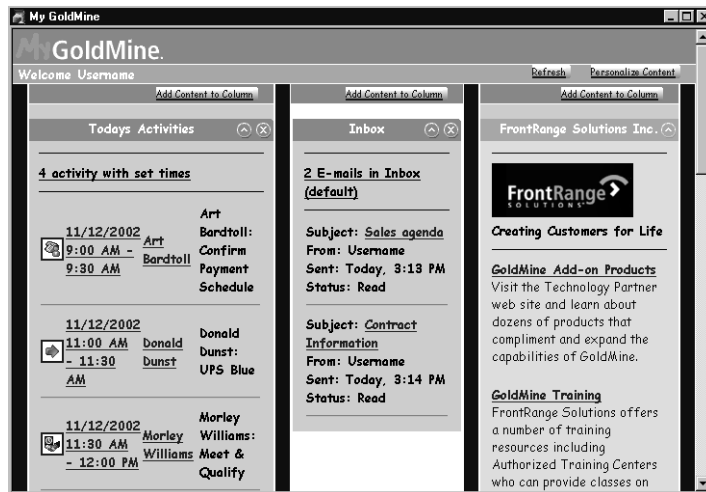 My GoldMine
MyGoldMine.
Welcome Username
Refresh
Personalize Content
Add Content to Column
Todays Activities
4 activity with set times
11/12/2002
9:00 AM -
9:30 AM
Art
Bardtoll
Art
Bardtoll:
Confirm
Payment
Schedule
11/12/2002
11:00 AM
- 11:30
AM
Donald
Dunst
Donald
Dunst:
UPS Blue
11/12/2002
11:30 AM
- 12:00 PM
Morley
Williams
Morley
Williams:
Meet &
Qualify
Add Content to Column
Inbox
2 E-mails in Inbox
(default)
Subject: Sales agenda
From: Username
Sent: Today, 3:13 PM
Status: Read
Subject: Contract
Information
From: Username
Sent: Today, 3:14 PM
Status: Read
Add Content to Column
FrontRange Solutions Inc.
FrontRange
SOLUTIONS
Creating Customers for Life
GoldMine Add-on Products
Visit the Technology Partner
web site and learn about
dozens of products that
compliment and expand the
capabilities of GoldMine.
GoldMine Training
FrontRange Solutions offers
a number of training
resources including
Authorized Training Centers
who can provide classes on